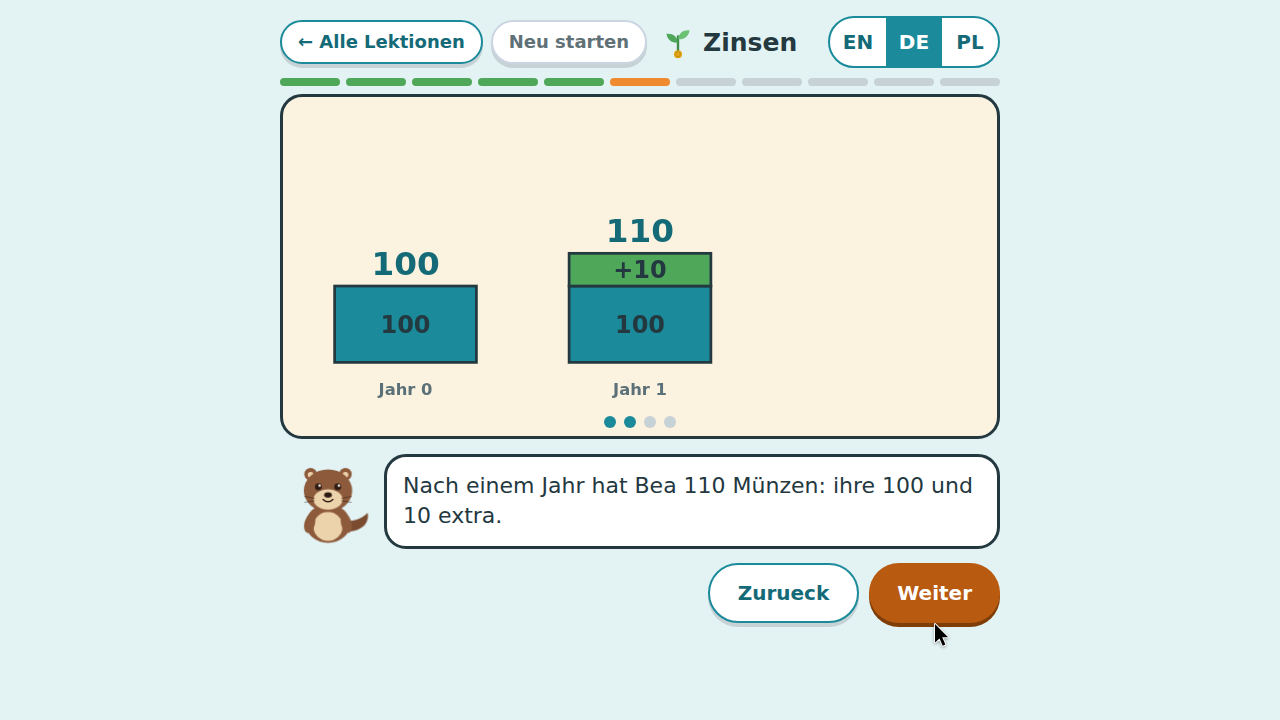 ← Alle Lektionen
Neu starten
Zinsen
EN DE PL
100
110
+10
100
100
Jahr 0
Jahr 1
Nach einem Jahr hat Bea 110 Münzen: ihre 100 und
10 extra.
Zurueck
Weiter